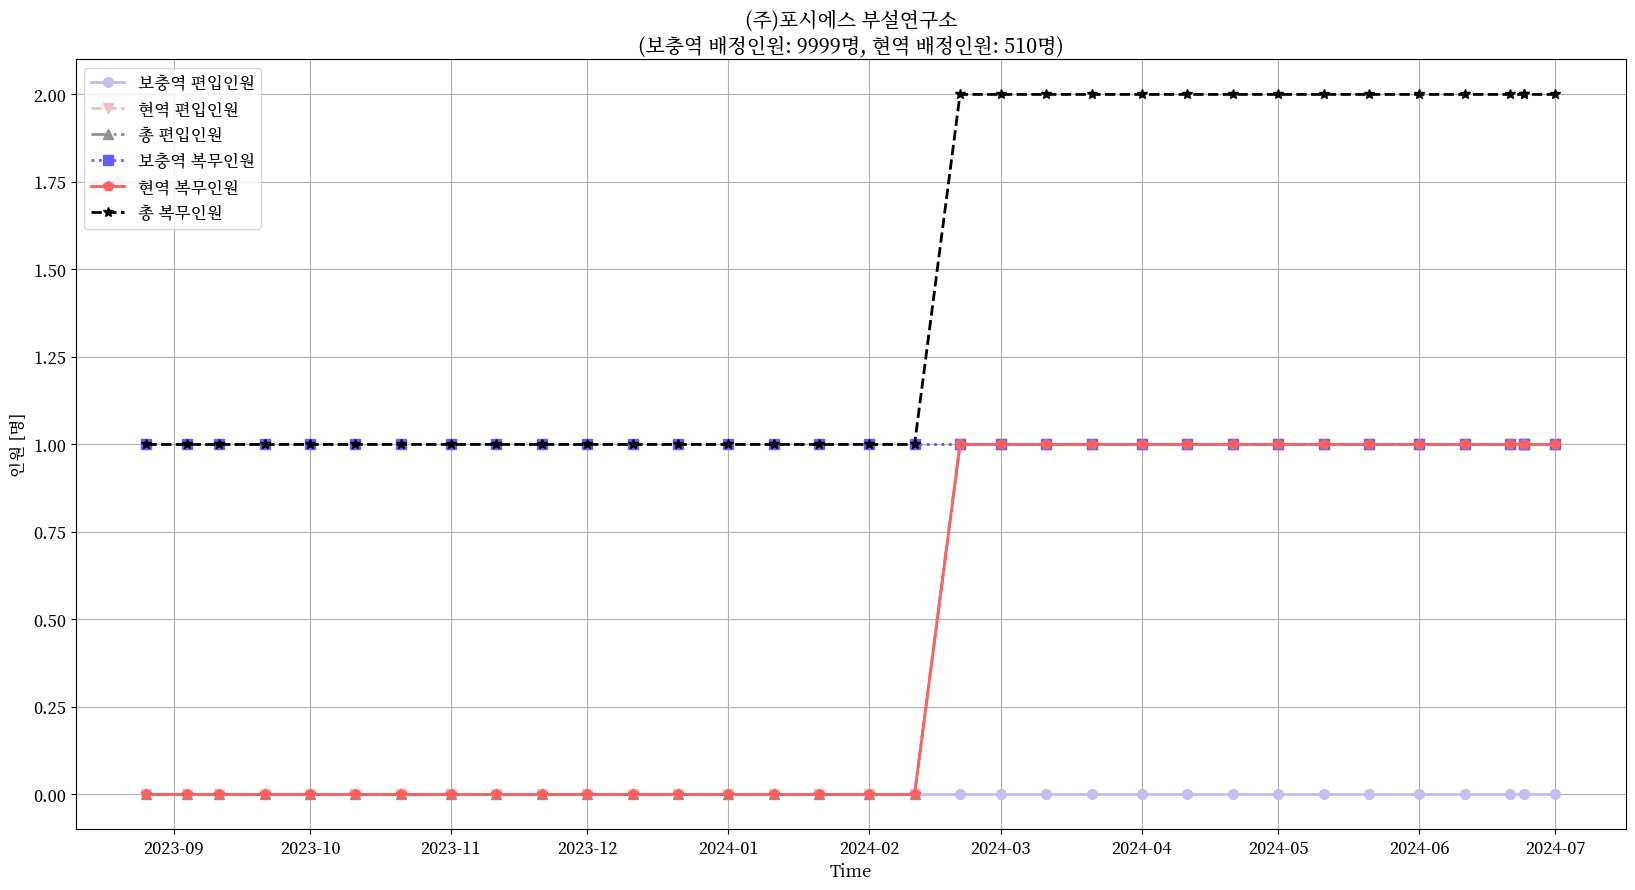 (주)포시에스 부설연구소
(보충역 배정인원: 9999명, 현역 배정인원: 510명)
보충역 편입인원
현역 편입인원
총 편입인원
보충역 복무인원
현역 복무인원
총 복무인원
2.00
1.75
1.50
1.25
1.00
0.75
0.50
0.25
0.00
인원 [명]
2023-09 2023-10 2023-11 2023-12 2024-01 2024-02 2024-03 2024-04 2024-05 2024-06 2024-07
Time